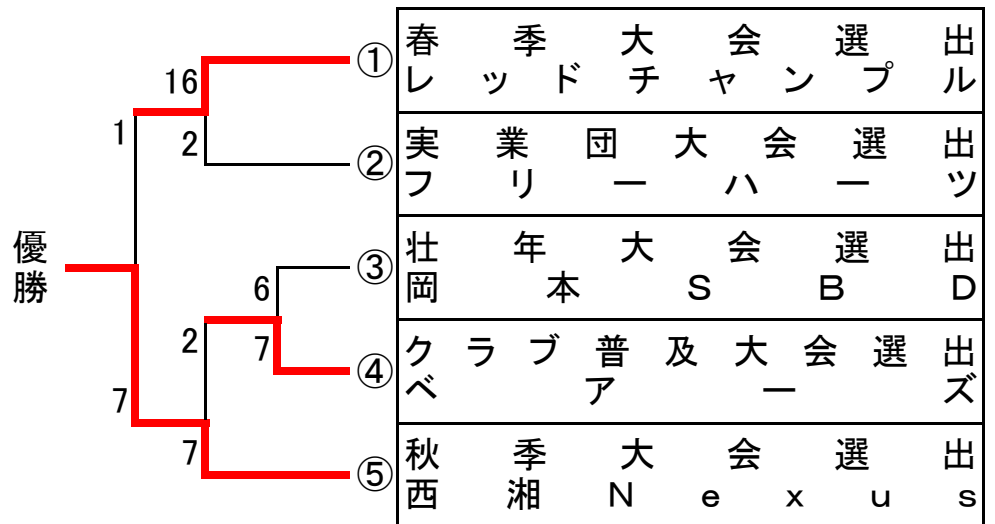 優勝
1
7
16
2
2
7
6
7
①
春季大会選出
レッドチャンプル
②
実業団大会選出
フリーハーツ
③
壮年大会選出
岡本SBD
④
クラブ普及大会選出
ベアーズ
⑤
秋季大会選出
西湘Nexus